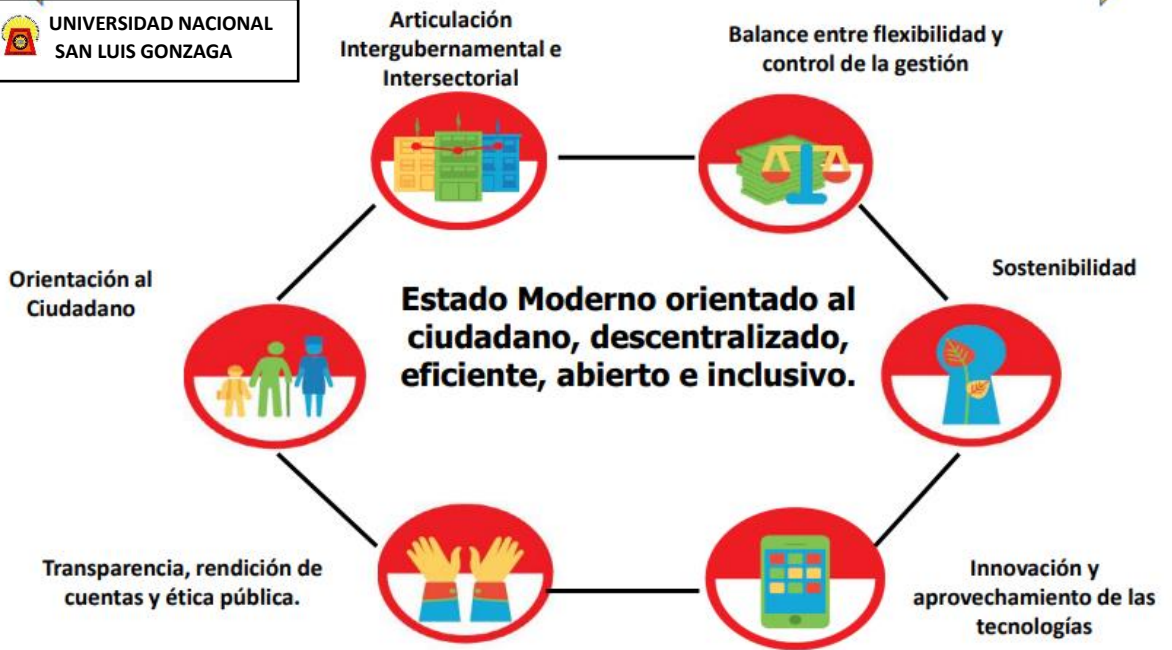 UNIVERSIDAD NACIONAL
SAN LUIS GONZAGA
Articulación
Intergubernamental e
Intersectorial
Balance entre flexibilidad y
control de la gestión
Orientación al
Ciudadano
Estado Moderno orientado al
ciudadano, descentralizado,
eficiente, abierto e inclusivo.
Sostenibilidad
Transparencia, rendición de
cuentas y ética pública.
Innovación y
aprovechamiento de las
tecnologías